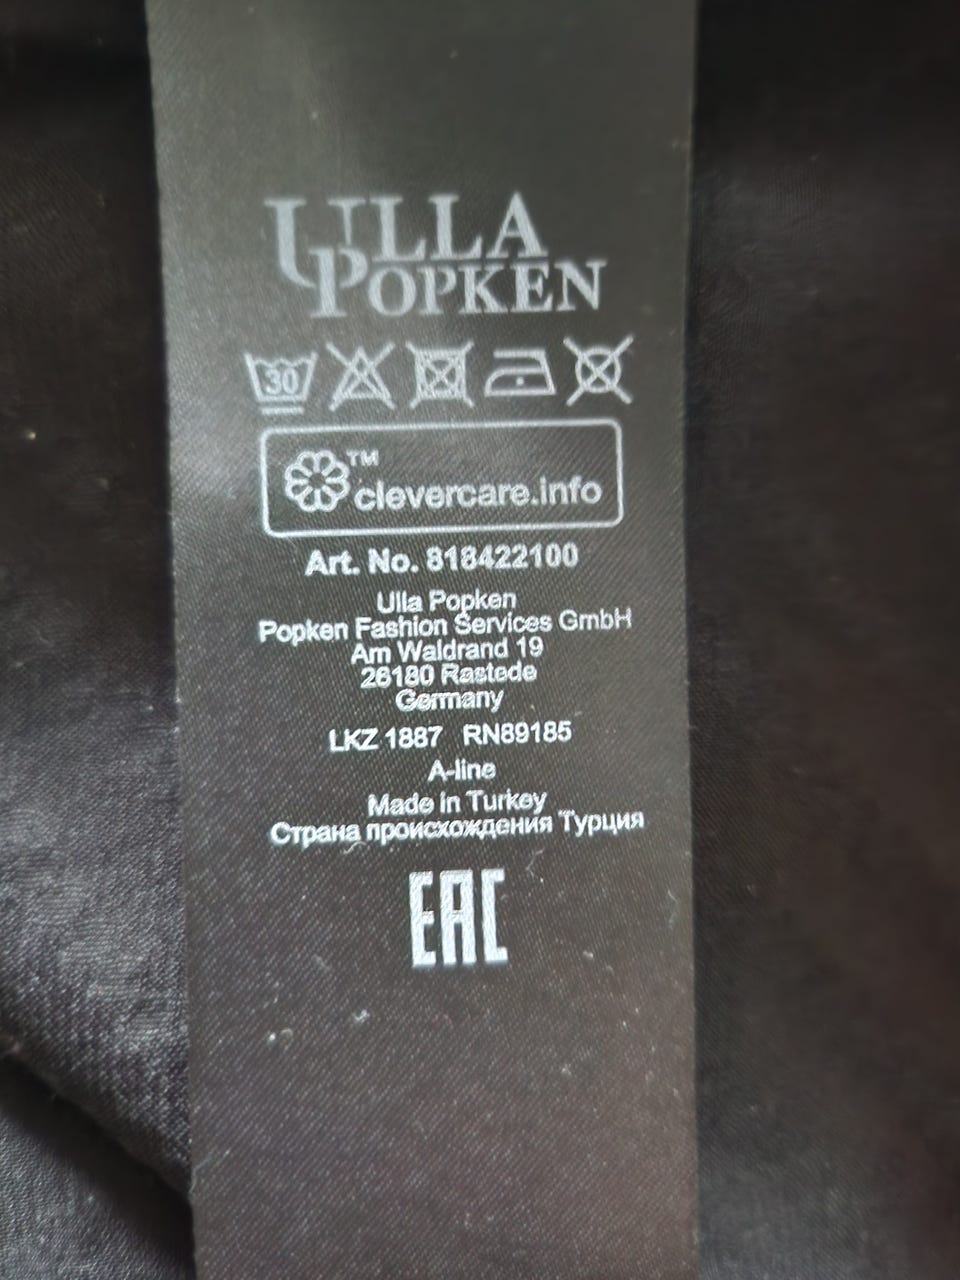 ULLA
POPKEN
30
™
clevercare.info
Art. No. 818422100
Ulla Popken
Popken Fashion Services GmbH
Am Waldrand 19
26180 Rastede
Germany
LKZ 1887 RN89185
A-line
Made in Turkey
Страна происхождения Турция
EAC